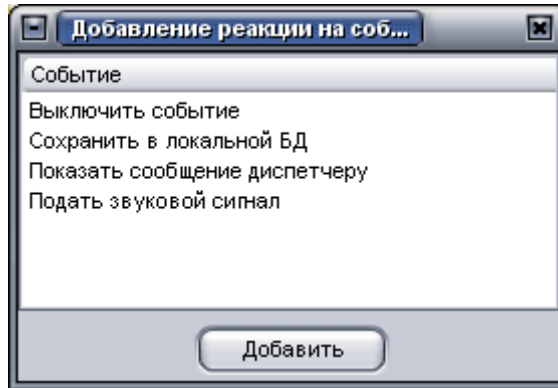 Добавление реакции на соб...
Событие
Выключить событие
Сохранить в локальной БД
Показать сообщение диспетчеру
Подать звуковой сигнал
Добавить